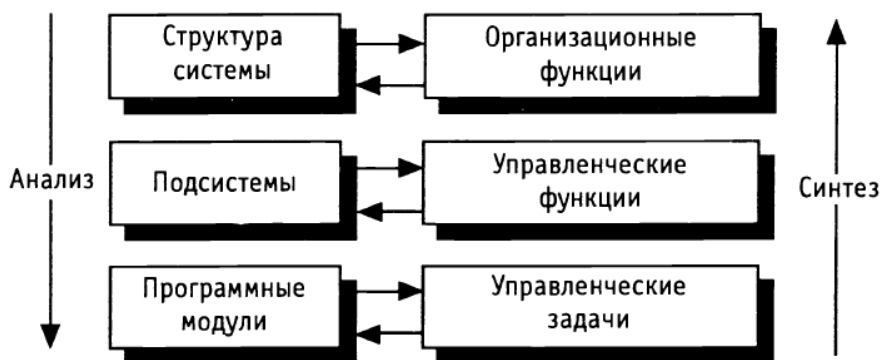 Структура
системы
Организационные
функции
Анализ
Подсистемы
Управленческие
функции
Синтез
Программные
модули
Управленческие
задачи